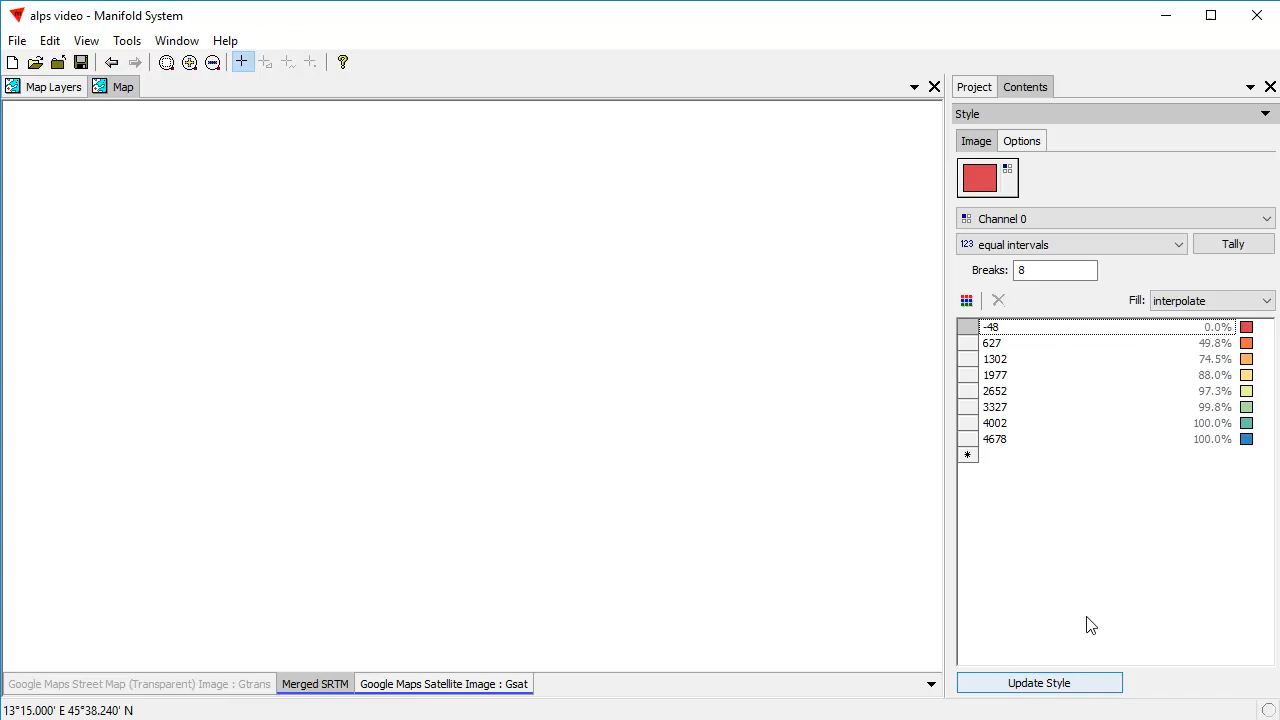 alps video - Manifold System
File Edit View Tools Window Help
Map Layers Map
Project Contents
Style
Image Options
Channel 0
123 equal intervals Tally
Breaks: 8
Fill: interpolate
-48 0.0%
627 49.8%
1302 74.5%
1977 88.0%
2652 97.3%
3327 99.8%
4002 100.0%
4678 100.0%
*
Google Maps Street Map (Transparent) Image : Gtrans Merged SRTM Google Maps Satellite Image : Gsat
Update Style
13°15.000' E 45°38.240' N